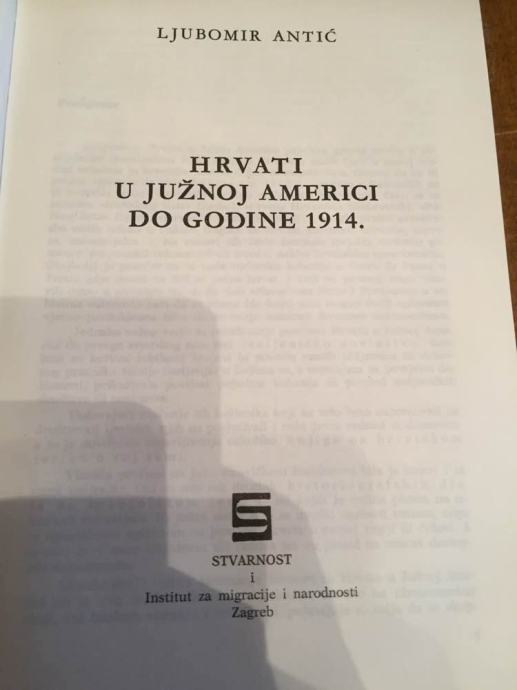 LJUBOMIR ANTIĆ
HRVATI
U JUŽNOJ AMERICI
DO GODINE 1914.
S
STVARNOST
i
Institut za migracije i narodnosti
Zagreb